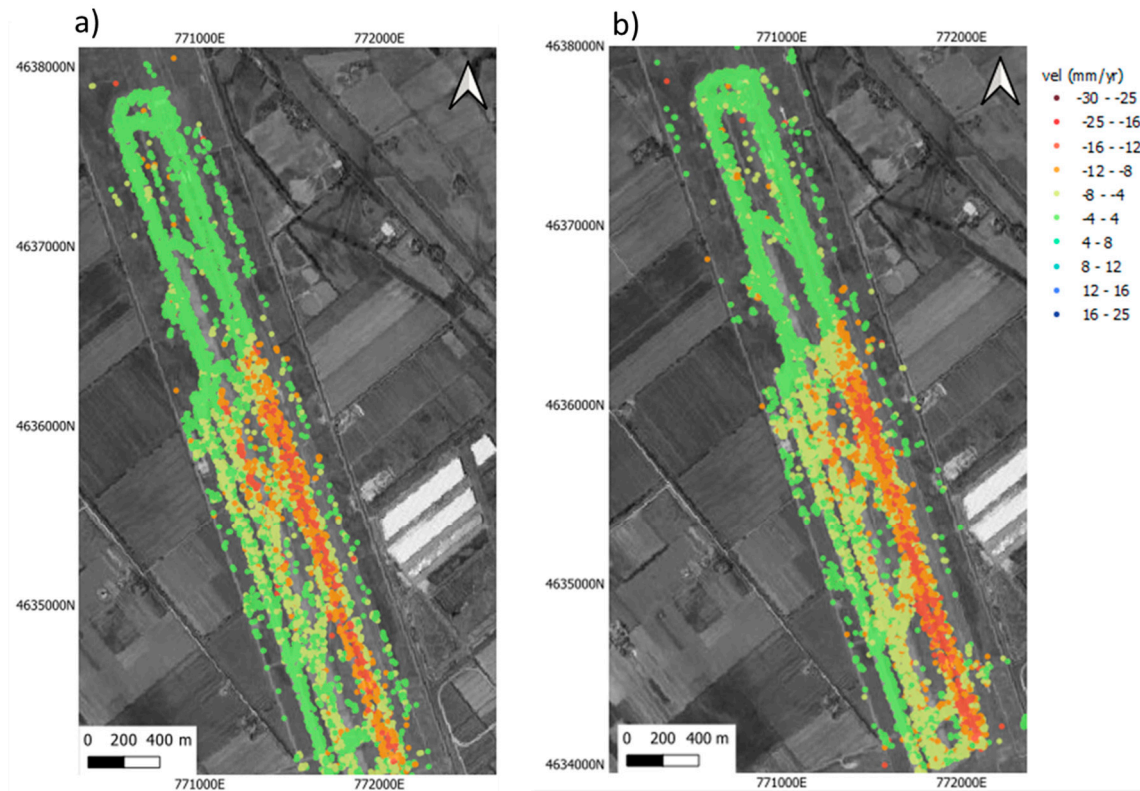 a)
771000E 772000E
4638000N
4637000N
4636000N
4635000N
0 200 400 m
771000E 772000E
b)
771000E 772000E
4638000N
4637000N
4636000N
4635000N
4634000N
0 200 400 m
771000E 772000E
vel (mm/yr)
-30 - -25
-25 - -16
-16 - -12
-12 - -8
-8 - -4
-4 - 4
4 - 8
8 - 12
12 - 16
16 - 25